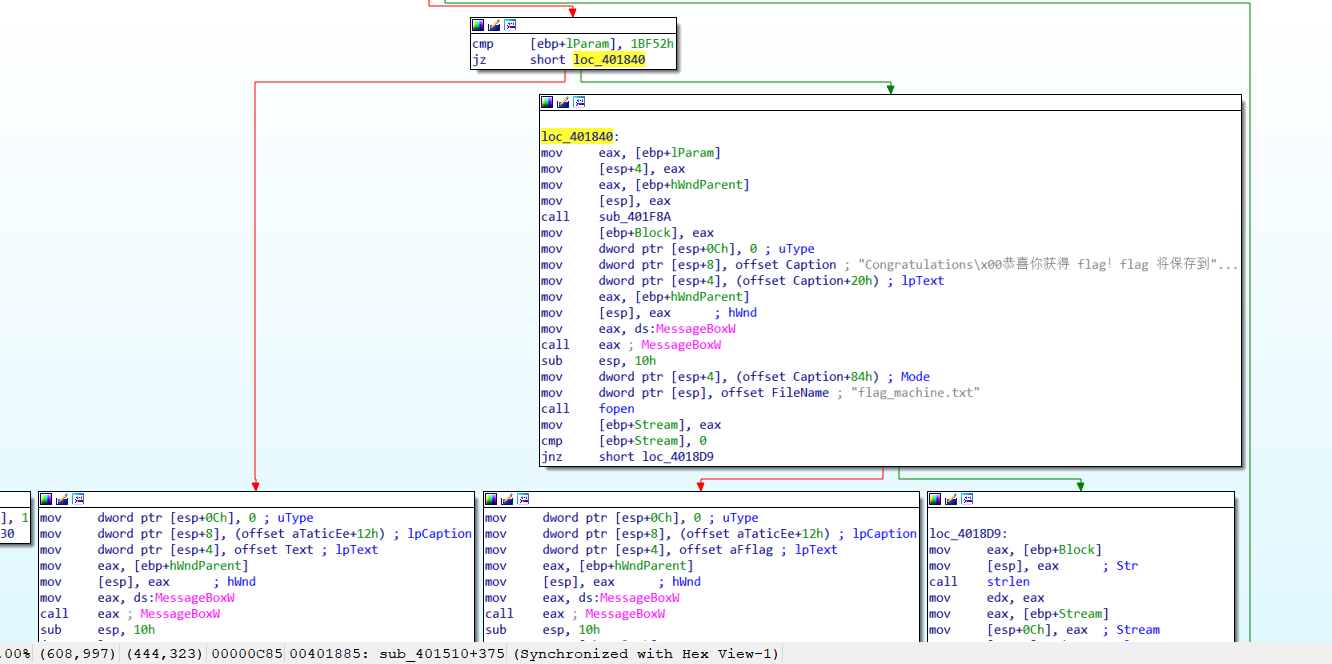 cmp     [ebp+lParam], 1BF52h
jz      short loc_401840
loc_401840:
mov     eax, [ebp+lParam]
mov     [esp+4], eax
mov     eax, [ebp+hWndParent]
mov     [esp], eax
call    sub_401F8A
mov     [ebp+Block], eax
mov     dword ptr [esp+0Ch], 0 ; uType
mov     dword ptr [esp+8], offset Caption ; "Congratulations\x00恭喜你获得 flag! flag 将保存到"...
mov     dword ptr [esp+4], (offset Caption+20h) ; lpText
mov     eax, [ebp+hWndParent]
mov     [esp], eax      ; hWnd
mov     eax, ds:MessageBoxW
call    eax ; MessageBoxW
sub     esp, 10h
mov     dword ptr [esp+4], (offset Caption+84h) ; Mode
mov     dword ptr [esp], offset FileName ; "flag_machine.txt"
call    fopen
mov     [ebp+Stream], eax
cmp     [ebp+Stream], 0
jnz     short loc_4018D9
], 1
30
mov     dword ptr [esp+0Ch], 0 ; uType
mov     dword ptr [esp+8], (offset aTaticEe+12h) ; lpCaption
mov     dword ptr [esp+4], offset Text ; lpText
mov     eax, [ebp+hWndParent]
mov     [esp], eax      ; hWnd
mov     eax, ds:MessageBoxW
call    eax ; MessageBoxW
sub     esp, 10h
mov     dword ptr [esp+0Ch], 0 ; uType
mov     dword ptr [esp+8], (offset aTaticEe+12h) ; lpCaption
mov     dword ptr [esp+4], offset aFflag ; lpText
mov     eax, [ebp+hWndParent]
mov     [esp], eax      ; hWnd
mov     eax, ds:MessageBoxW
call    eax ; MessageBoxW
sub     esp, 10h
loc_4018D9:
mov     eax, [ebp+Block]
mov     [esp], eax      ; Str
call    strlen
mov     edx, eax
mov     eax, [ebp+Stream]
mov     [esp+0Ch], eax  ; Stream
.00% (608,997) (444,323) 00000C85 00401885: sub_401510+375 (Synchronized with Hex View-1)